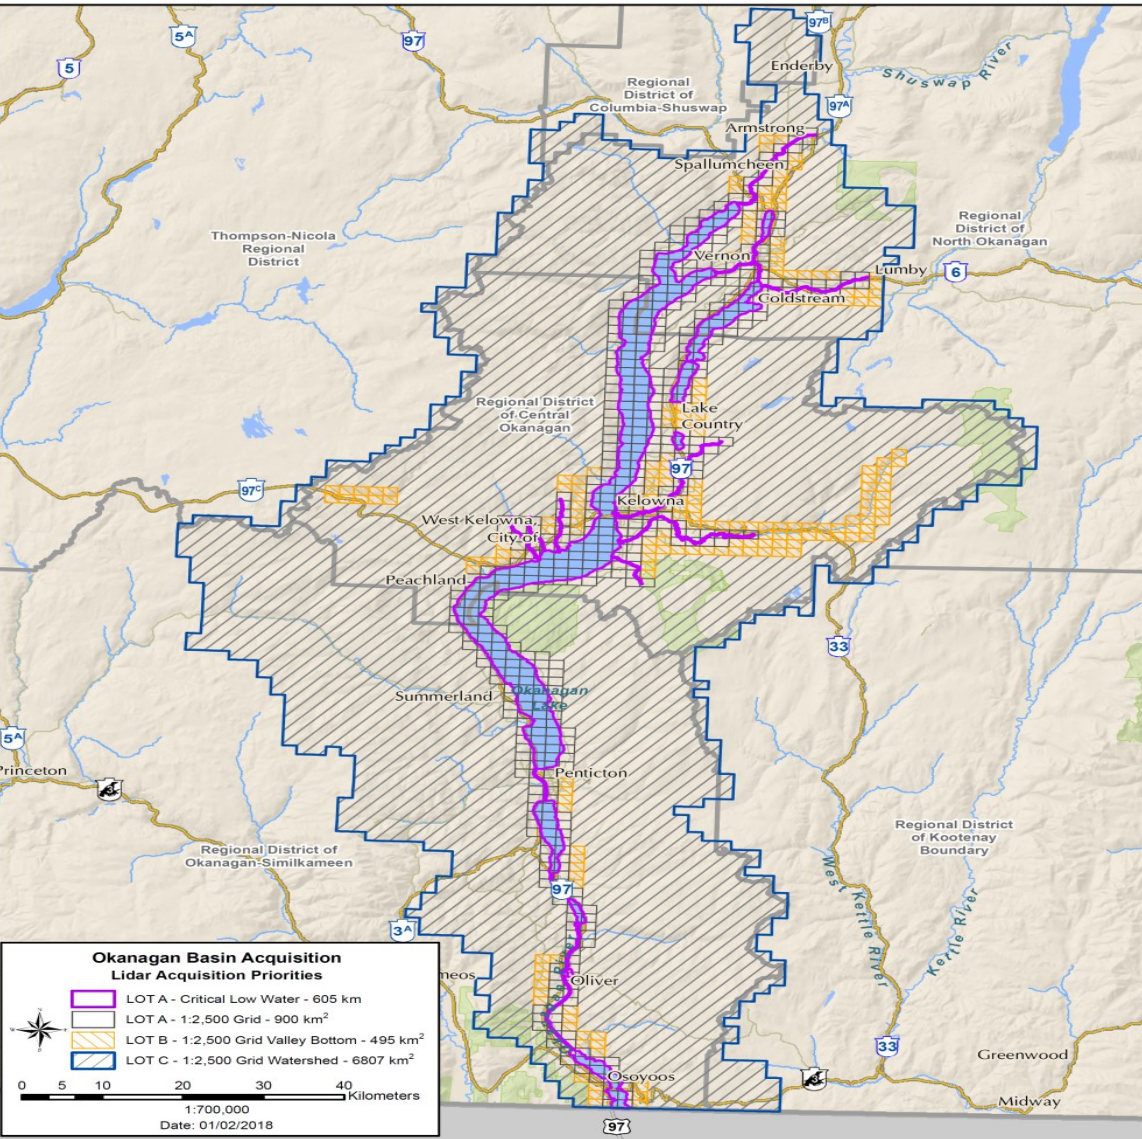 97B
5A
97
5
Enderby
Shuswap River
Regional
District of
Columbia-Shuswap
97A
Armstrong
Spallumcheen
Thompson-Nicola
Regional
District
Regional
District of
North Okanagan
Vernon
Lumby
6
Coldstream
Regional District
of Central
Okanagan
Lake
Country
97
97C
Kelowna
West Kelowna,
City of
Peachland
33
Okanagan
Lake
Summerland
5A
Princeton
Penticton
Regional District of
Okanagan-Similkameen
Regional District
of Kootenay
Boundary
97
West Kettle River
Kettle River
3A
meos
Oliver
Osoyoos
33
Greenwood
Midway
97
Okanagan Basin Acquisition
Lidar Acquisition Priorities
LOT A - Critical Low Water - 605 km
LOT A - 1:2,500 Grid - 900 km²
LOT B - 1:2,500 Grid Valley Bottom - 495 km²
LOT C - 1:2,500 Grid Watershed - 6807 km²
0 5 10 20 30 40
Kilometers
1:700,000
Date: 01/02/2018